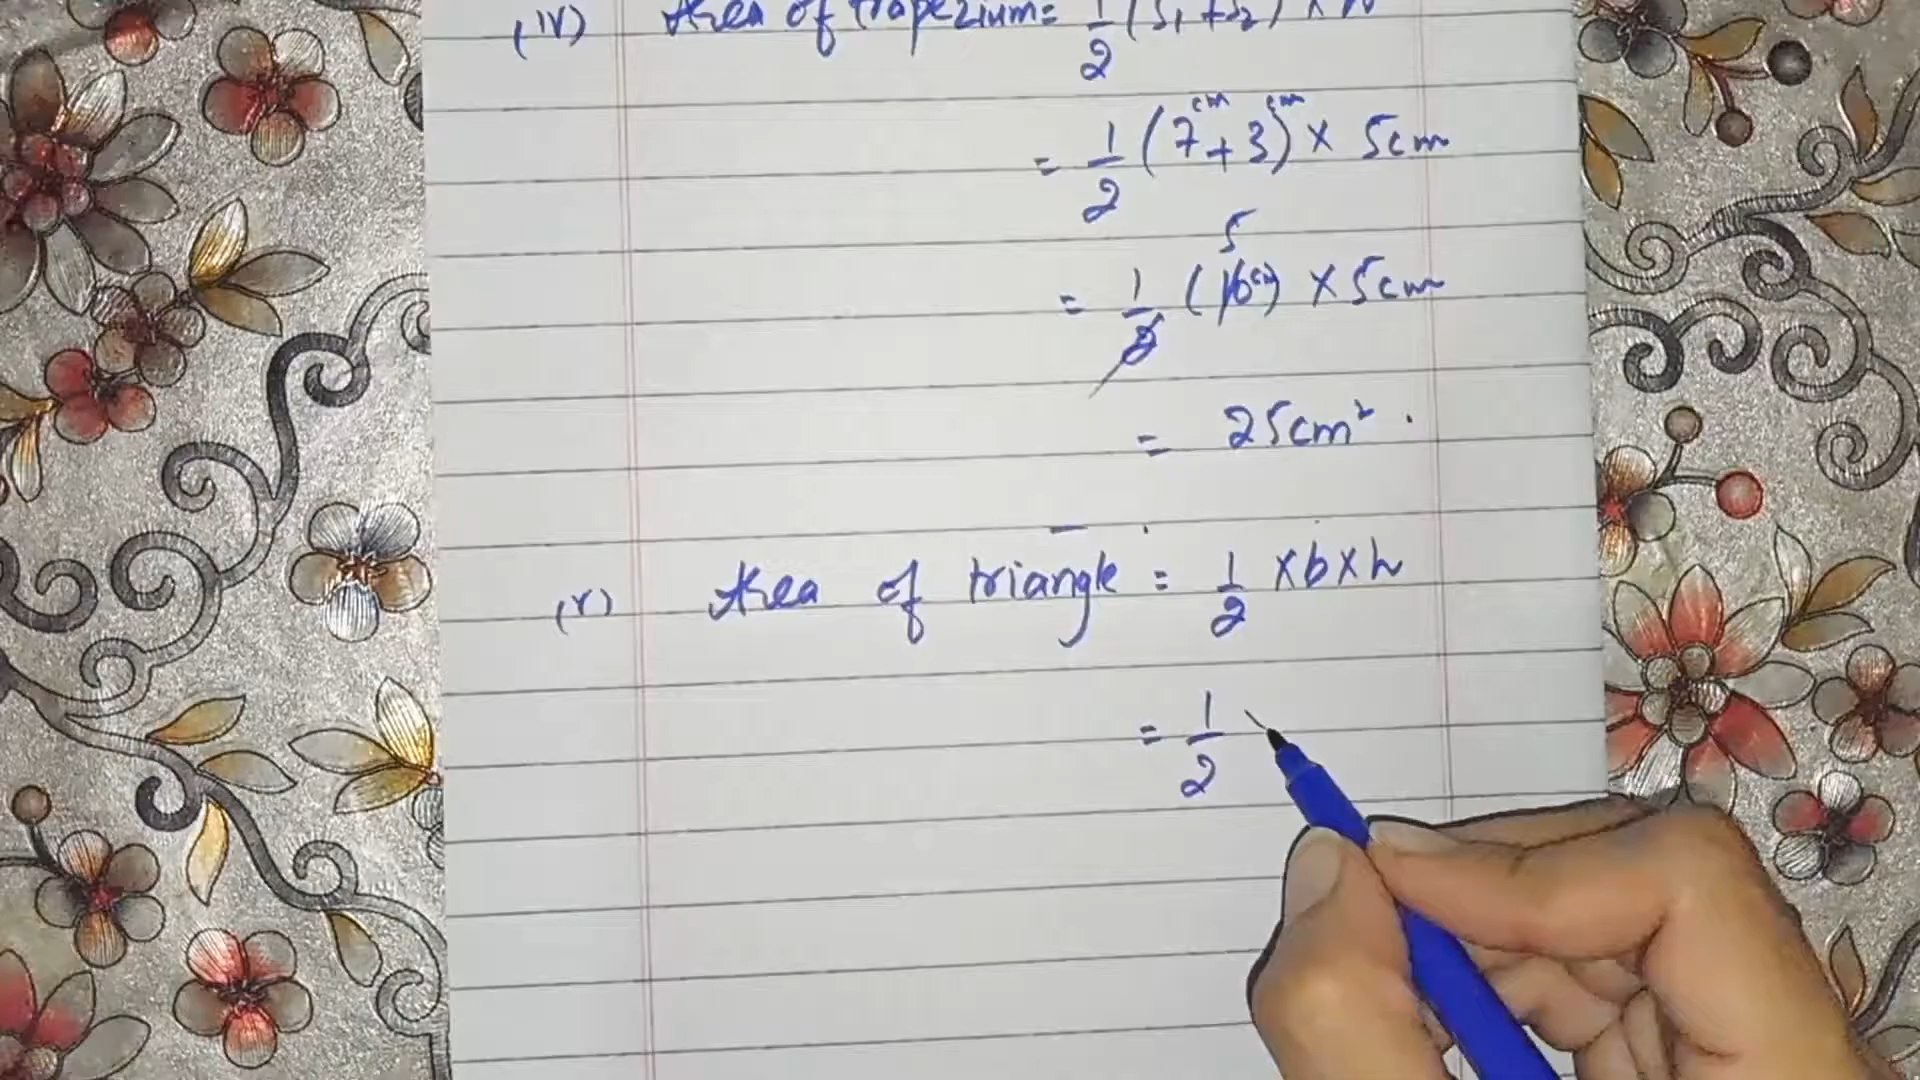 (iv) Area of trapezium = 1/2 (S₁ + S₂) × h
= 1/2 (7cm + 3cm) × 5cm
5
= 1/2 (10cm) × 5cm
= 25cm².
(v) Area of triangle = 1/2 × b × h
= 1/2